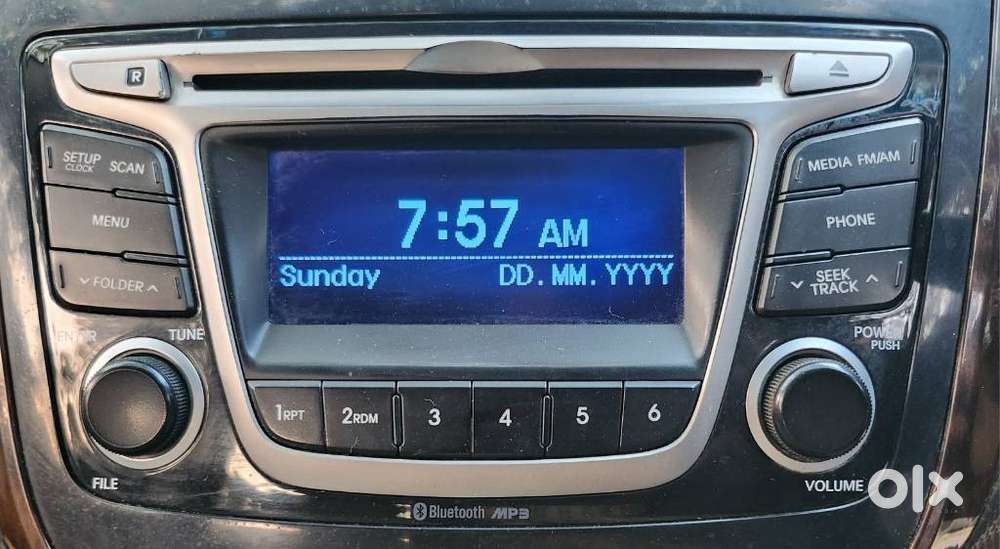 R
SETUP SCAN
CLOCK
MEDIA FM/AM
MENU
PHONE
FOLDER
SEEK
TRACK
7:57 AM
Sunday DD.MM.YYYY
ENTER TUNE
POWER
PUSH
1RPT 2RDM 3 4 5 6
FILE
VOLUME
Bluetooth MP3
olx